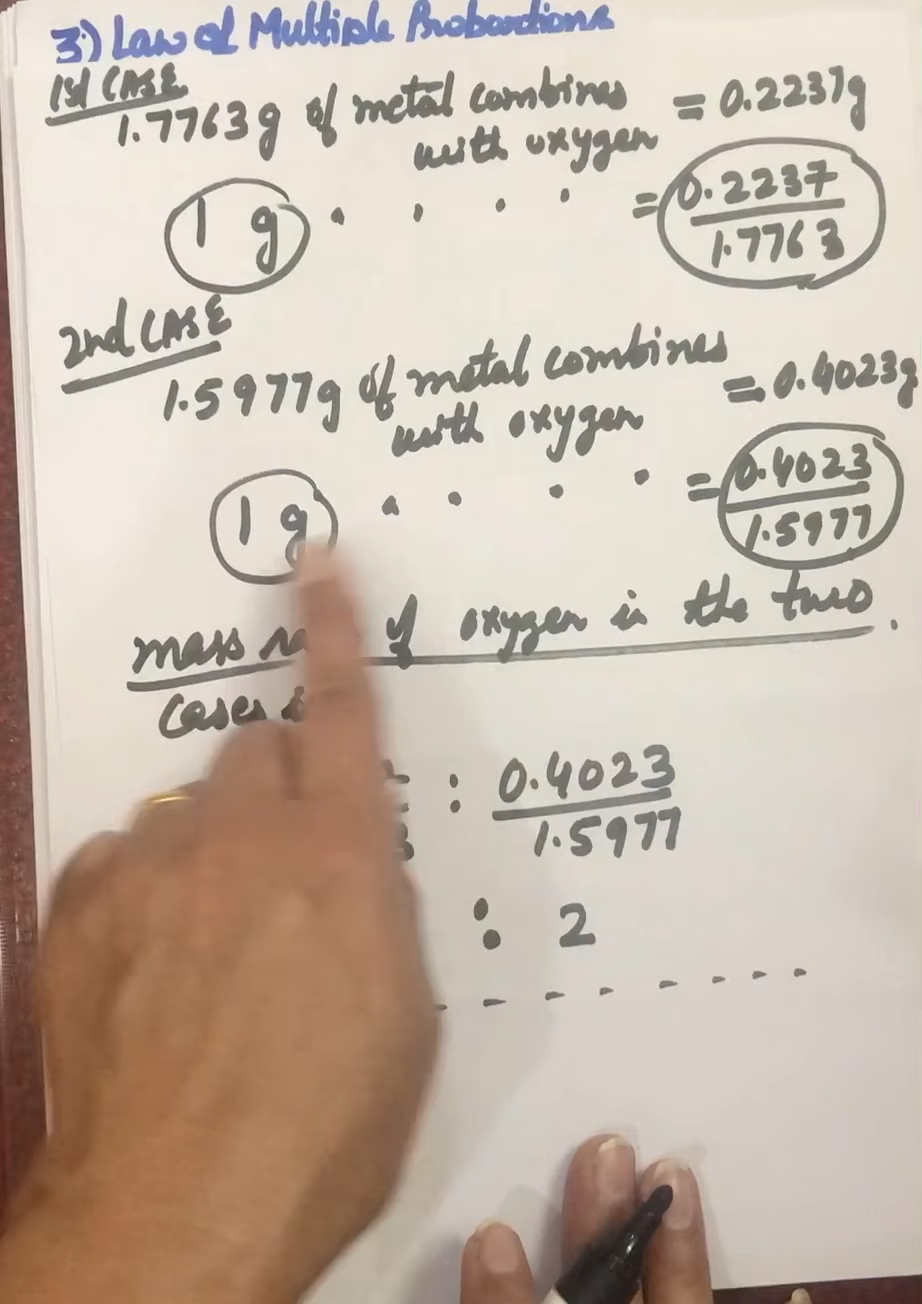 3) Law of Multiple Proportions
1st CASE
1.7763g of metal combines with oxygen = 0.2237g
1 g . . . . = 0.2237 / 1.7763
2nd CASE
1.5977g of metal combines with oxygen = 0.4023g
1 g . . . . = 0.4023 / 1.5977
mass of oxygen in the two
Cases
: 0.4023 / 1.5977
: 2